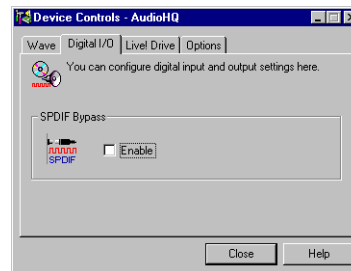 Device Controls - AudioHQ
Wave Digital I/O Live! Drive Options
You can configure digital input and output settings here.
SPDIF Bypass
SPDIF
Enable
Close Help